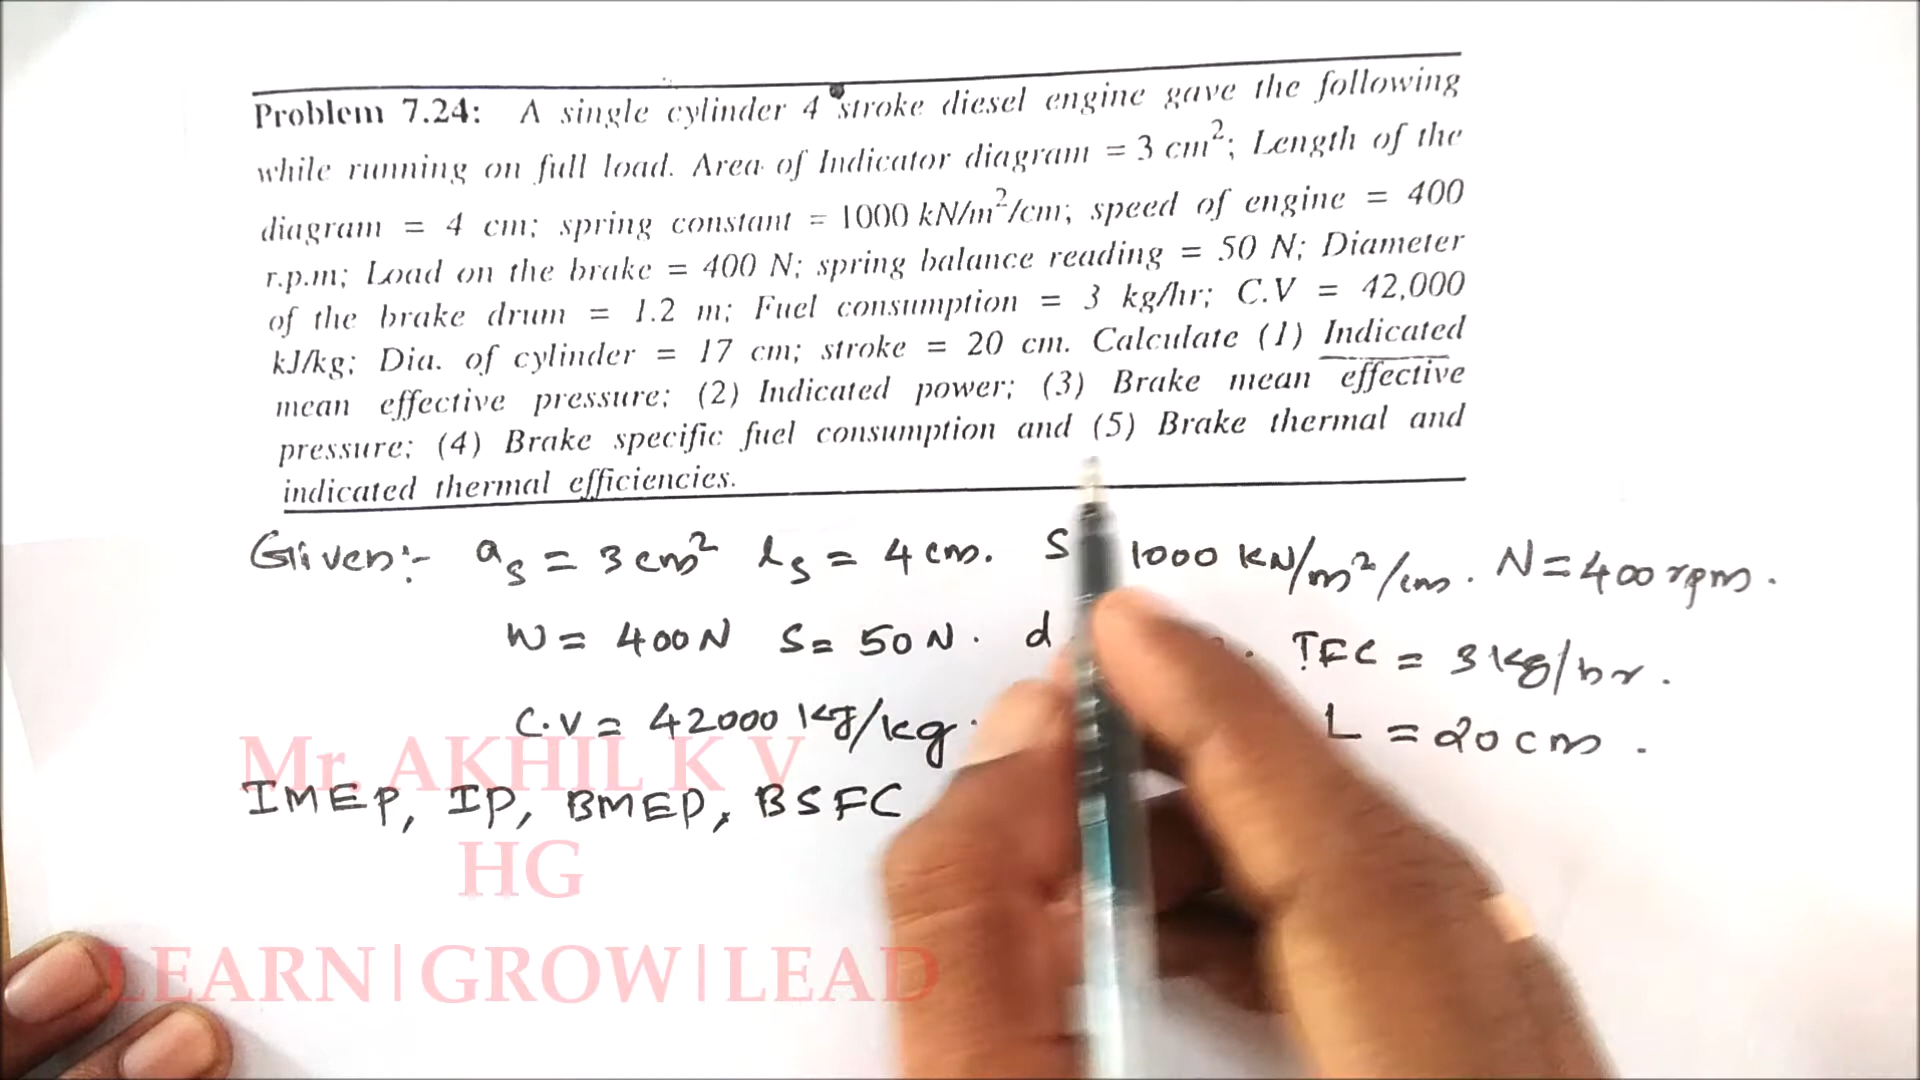 Problem 7.24: A single cylinder 4 stroke diesel engine gave the following
while running on full load. Area of Indicator diagram = 3 cm²; Length of the
diagram = 4 cm; spring constant = 1000 kN/m²/cm; speed of engine = 400
r.p.m; Load on the brake = 400 N; spring balance reading = 50 N; Diameter
of the brake drum = 1.2 m; Fuel consumption = 3 kg/hr; C.V = 42,000
kJ/kg; Dia. of cylinder = 17 cm; stroke = 20 cm. Calculate (1) Indicated
mean effective pressure; (2) Indicated power; (3) Brake mean effective
pressure; (4) Brake specific fuel consumption and (5) Brake thermal and
indicated thermal efficiencies.
Given:- aₛ = 3 cm² lₛ = 4 cm. S 1000 kN/m²/cm. N = 400 rpm.
W = 400 N S = 50 N. d TFC = 3 Kg/hr.
C.V = 42000 KJ/kg. L = 20 cm.
Mr. AKHIL K V
IMEP, IP, BMEP, BSFC
HG
LEARN|GROW|LEAD